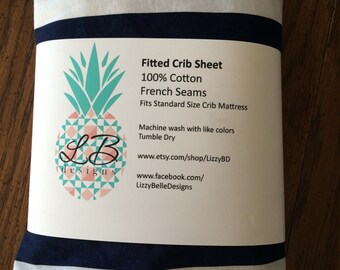 Fitted Crib Sheet
100% Cotton
French Seams
Fits Standard Size Crib Mattress
Machine wash with like colors
Tumble Dry
www.etsy.com/shop/LizzyBD
www.facebook.com/
LizzyBelleDesigns
LB
designs